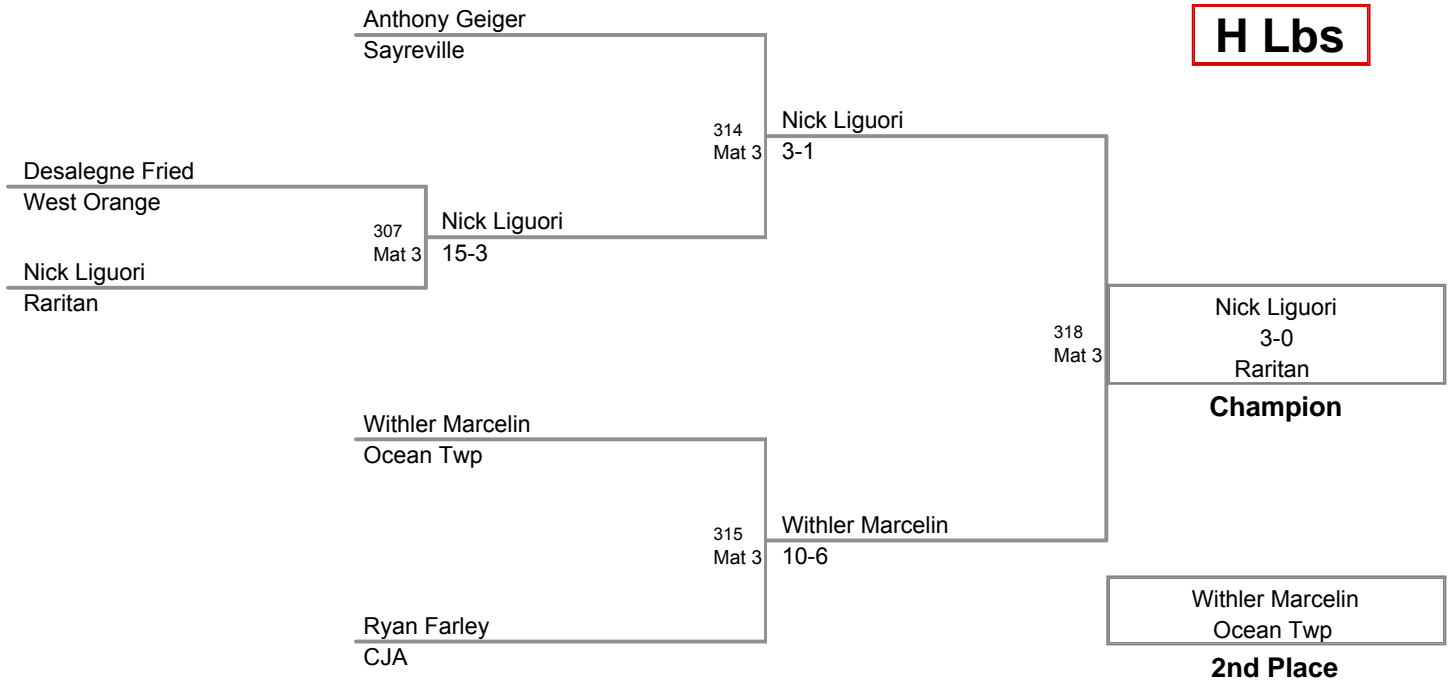 H Lbs
Anthony Geiger
Sayreville
314
Mat 3
Nick Liguori
3-1
Desalegne Fried
West Orange
307
Mat 3
Nick Liguori
15-3
Nick Liguori
Raritan
318
Mat 3
Nick Liguori
3-0
Raritan
Champion
Withler Marcelin
Ocean Twp
315
Mat 3
Withler Marcelin
10-6
Ryan Farley
CJA
Withler Marcelin
Ocean Twp
2nd Place